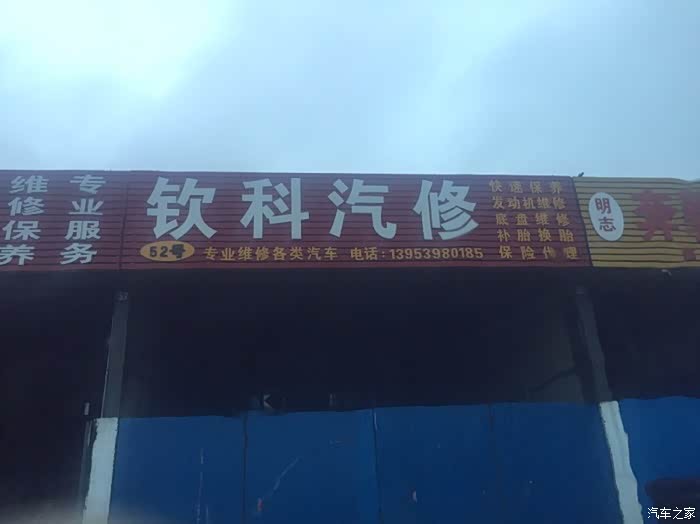 专业服务
维修保养
钦科汽修
52号
专业维修各类汽车 电话:13953980185
快速保养
发动机维修
底盘维修
补胎换胎
保险作理
明志
汽车之家